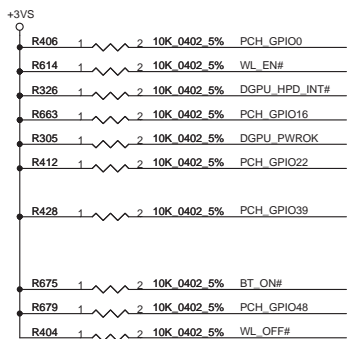 +3VS
R406 1 2 10K_0402_5% PCH_GPIO0
R614 1 2 10K_0402_5% WL_EN#
R326 1 2 10K_0402_5% DGPU_HPD_INT#
R663 1 2 10K_0402_5% PCH_GPIO16
R305 1 2 10K_0402_5% DGPU_PWROK
R412 1 2 10K_0402_5% PCH_GPIO22
R428 1 2 10K_0402_5% PCH_GPIO39
R675 1 2 10K_0402_5% BT_ON#
R679 1 2 10K_0402_5% PCH_GPIO48
R404 1 2 10K_0402_5% WL_OFF#